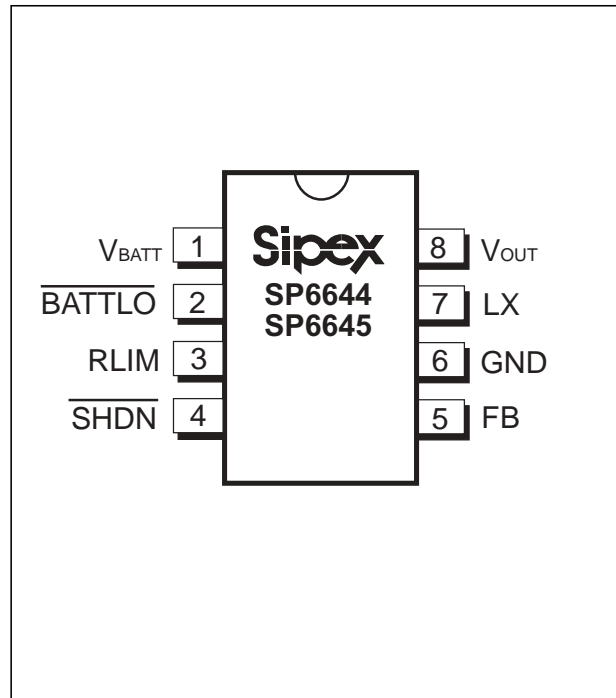 Sipex
SP6644
SP6645
VBATT 1
BATTLO 2
RLIM 3
SHDN 4
8 VOUT
7 LX
6 GND
5 FB